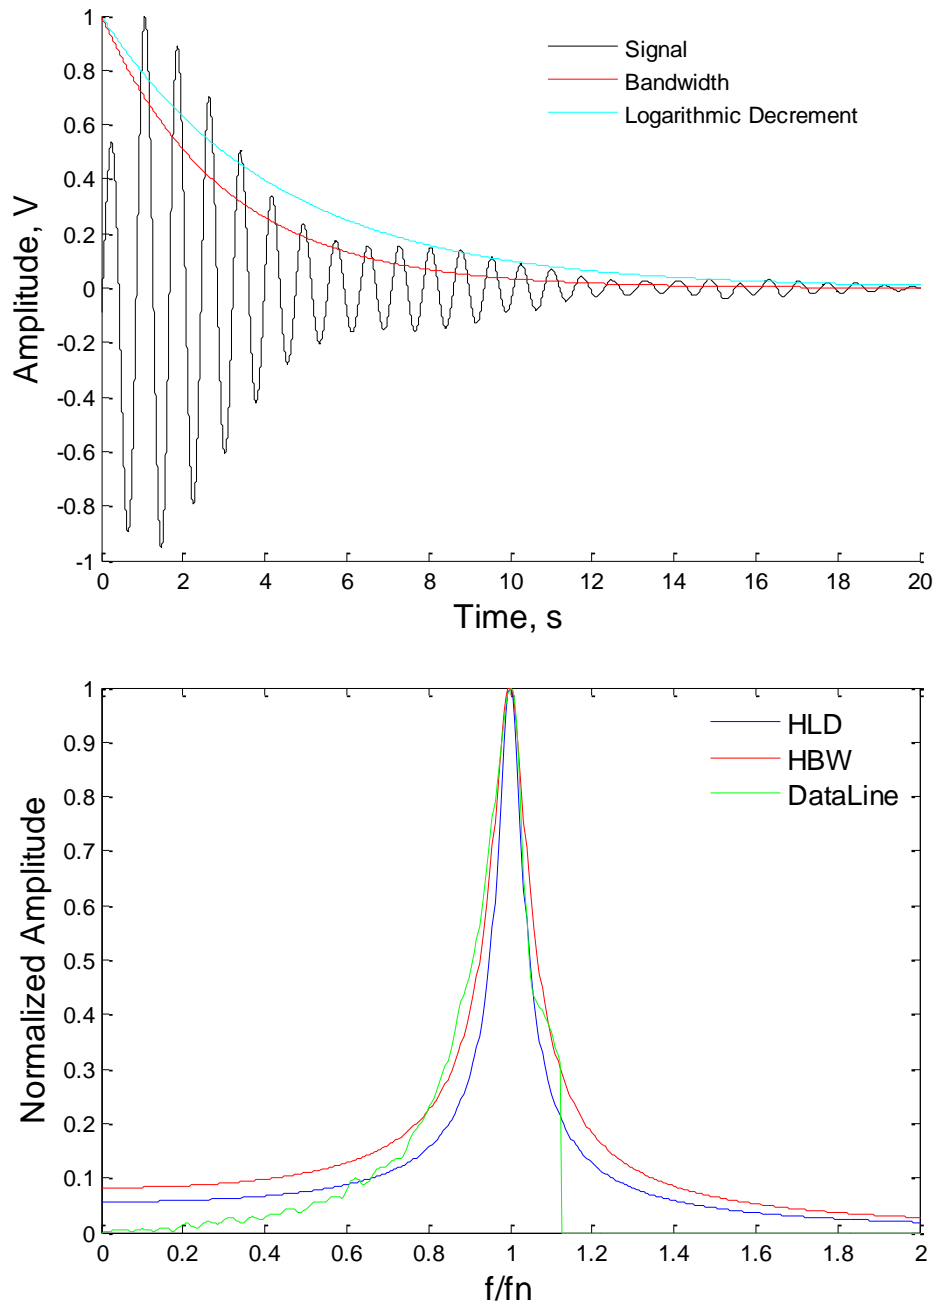 1
0.8
0.6
0.4
0.2
0
-0.2
-0.4
-0.6
-0.8
-1
Amplitude, V
Signal
Bandwidth
Logarithmic Decrement
0 2 4 6 8 10 12 14 16 18 20
Time, s
1
0.9
0.8
0.7
0.6
0.5
0.4
0.3
0.2
0.1
0
Normalized Amplitude
HLD
HBW
DataLine
0 0.2 0.4 0.6 0.8 1 1.2 1.4 1.6 1.8 2
f/fn